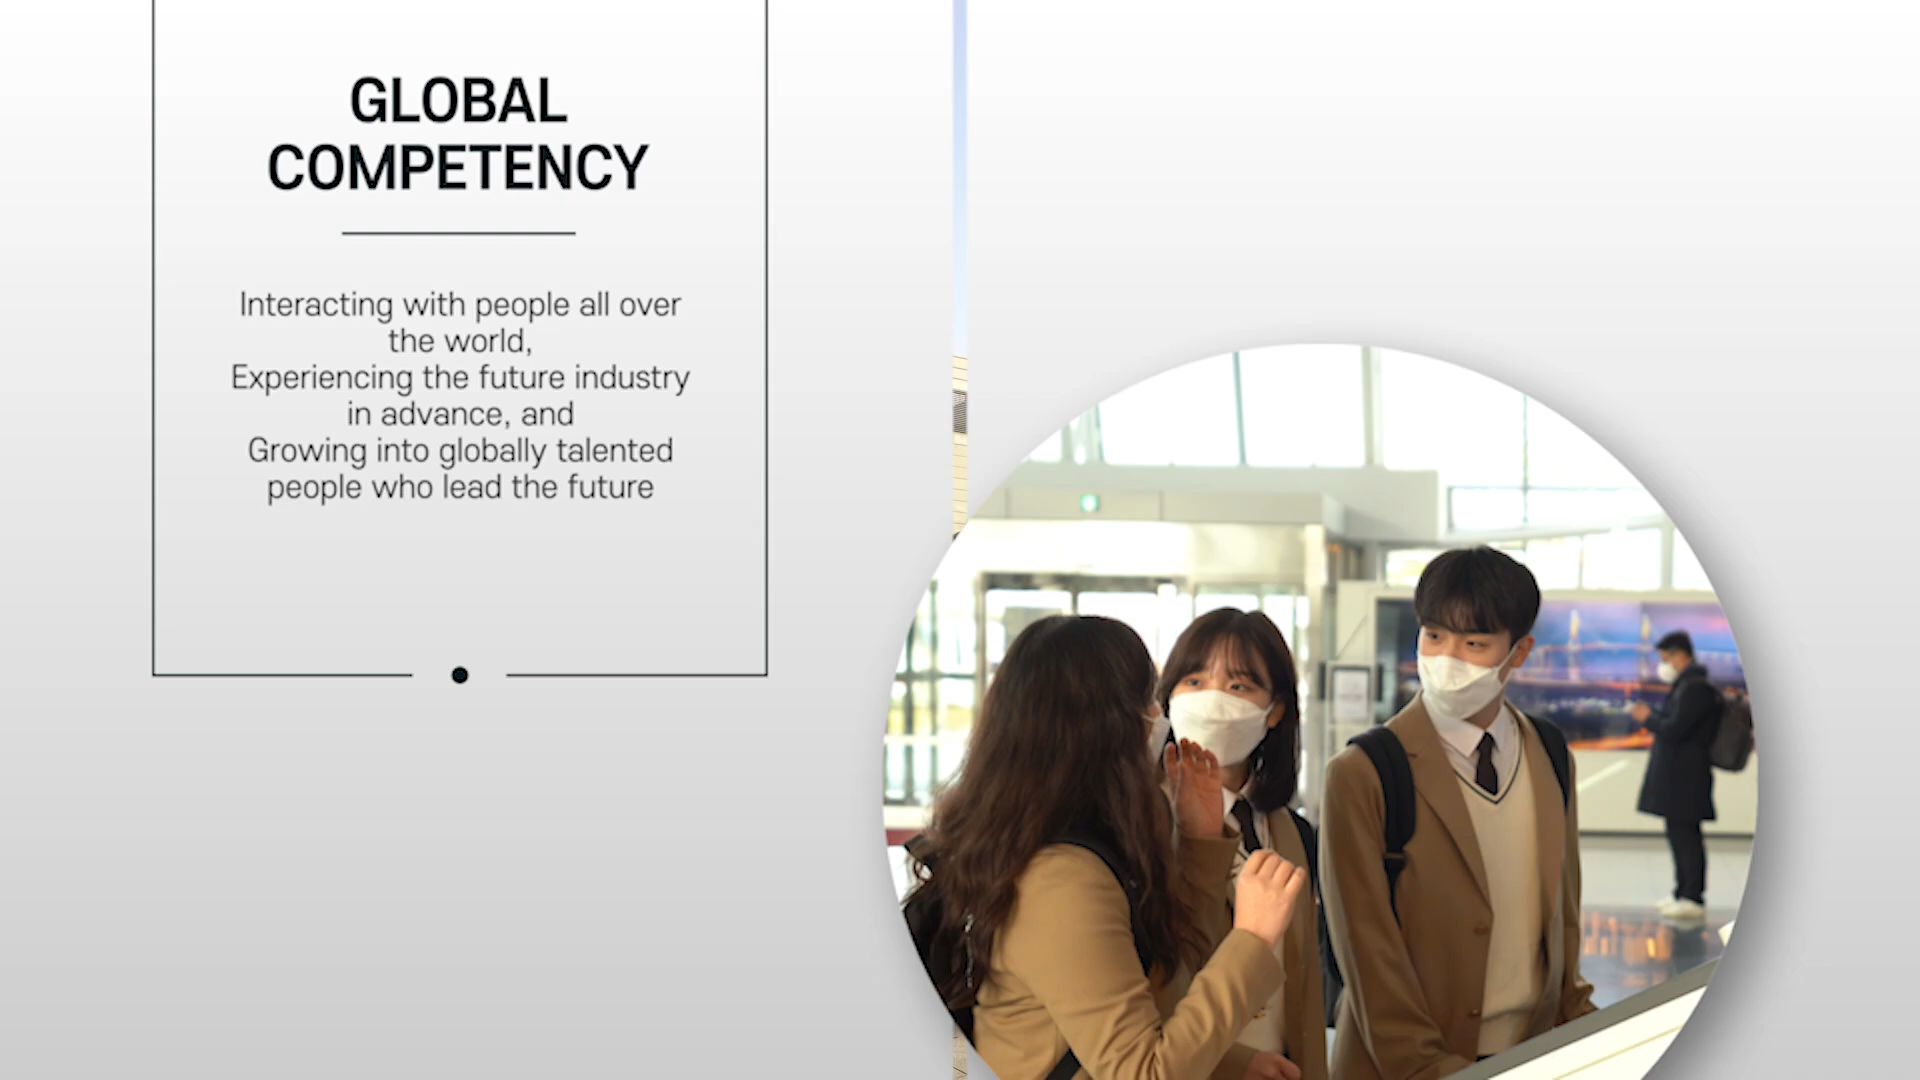 GLOBAL
COMPETENCY
Interacting with people all over
the world,
Experiencing the future industry
in advance, and
Growing into globally talented
people who lead the future